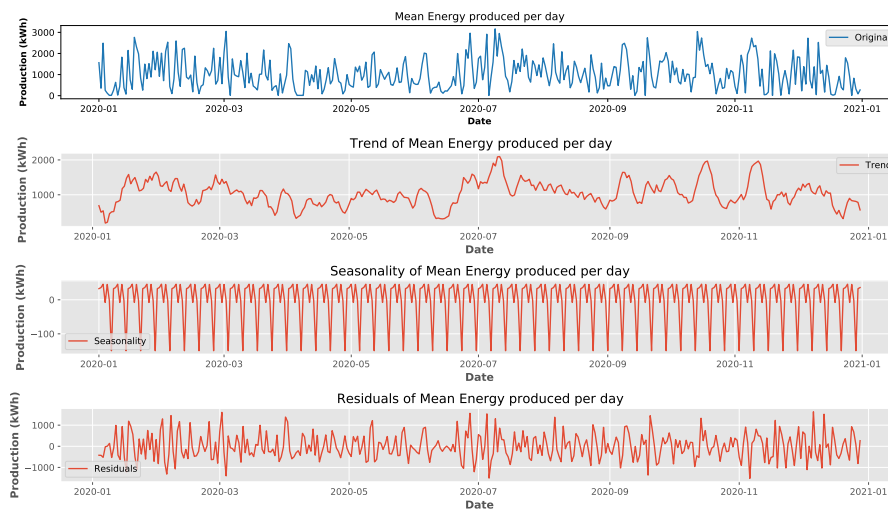 Mean Energy produced per day
Production (kWh)
3000
2000
1000
0
Origina
2020-01 2020-03 2020-05 2020-07 2020-09 2020-11 2021-01
Date
Trend of Mean Energy produced per day
Production (kWh)
2000
1000
Trend
2020-01 2020-03 2020-05 2020-07 2020-09 2020-11 2021-01
Date
Seasonality of Mean Energy produced per day
Production (kWh)
0
−100
Seasonality
2020-01 2020-03 2020-05 2020-07 2020-09 2020-11 2021-01
Date
Residuals of Mean Energy produced per day
Production (kWh)
1000
0
−1000
Residuals
2020-01 2020-03 2020-05 2020-07 2020-09 2020-11 2021-01
Date